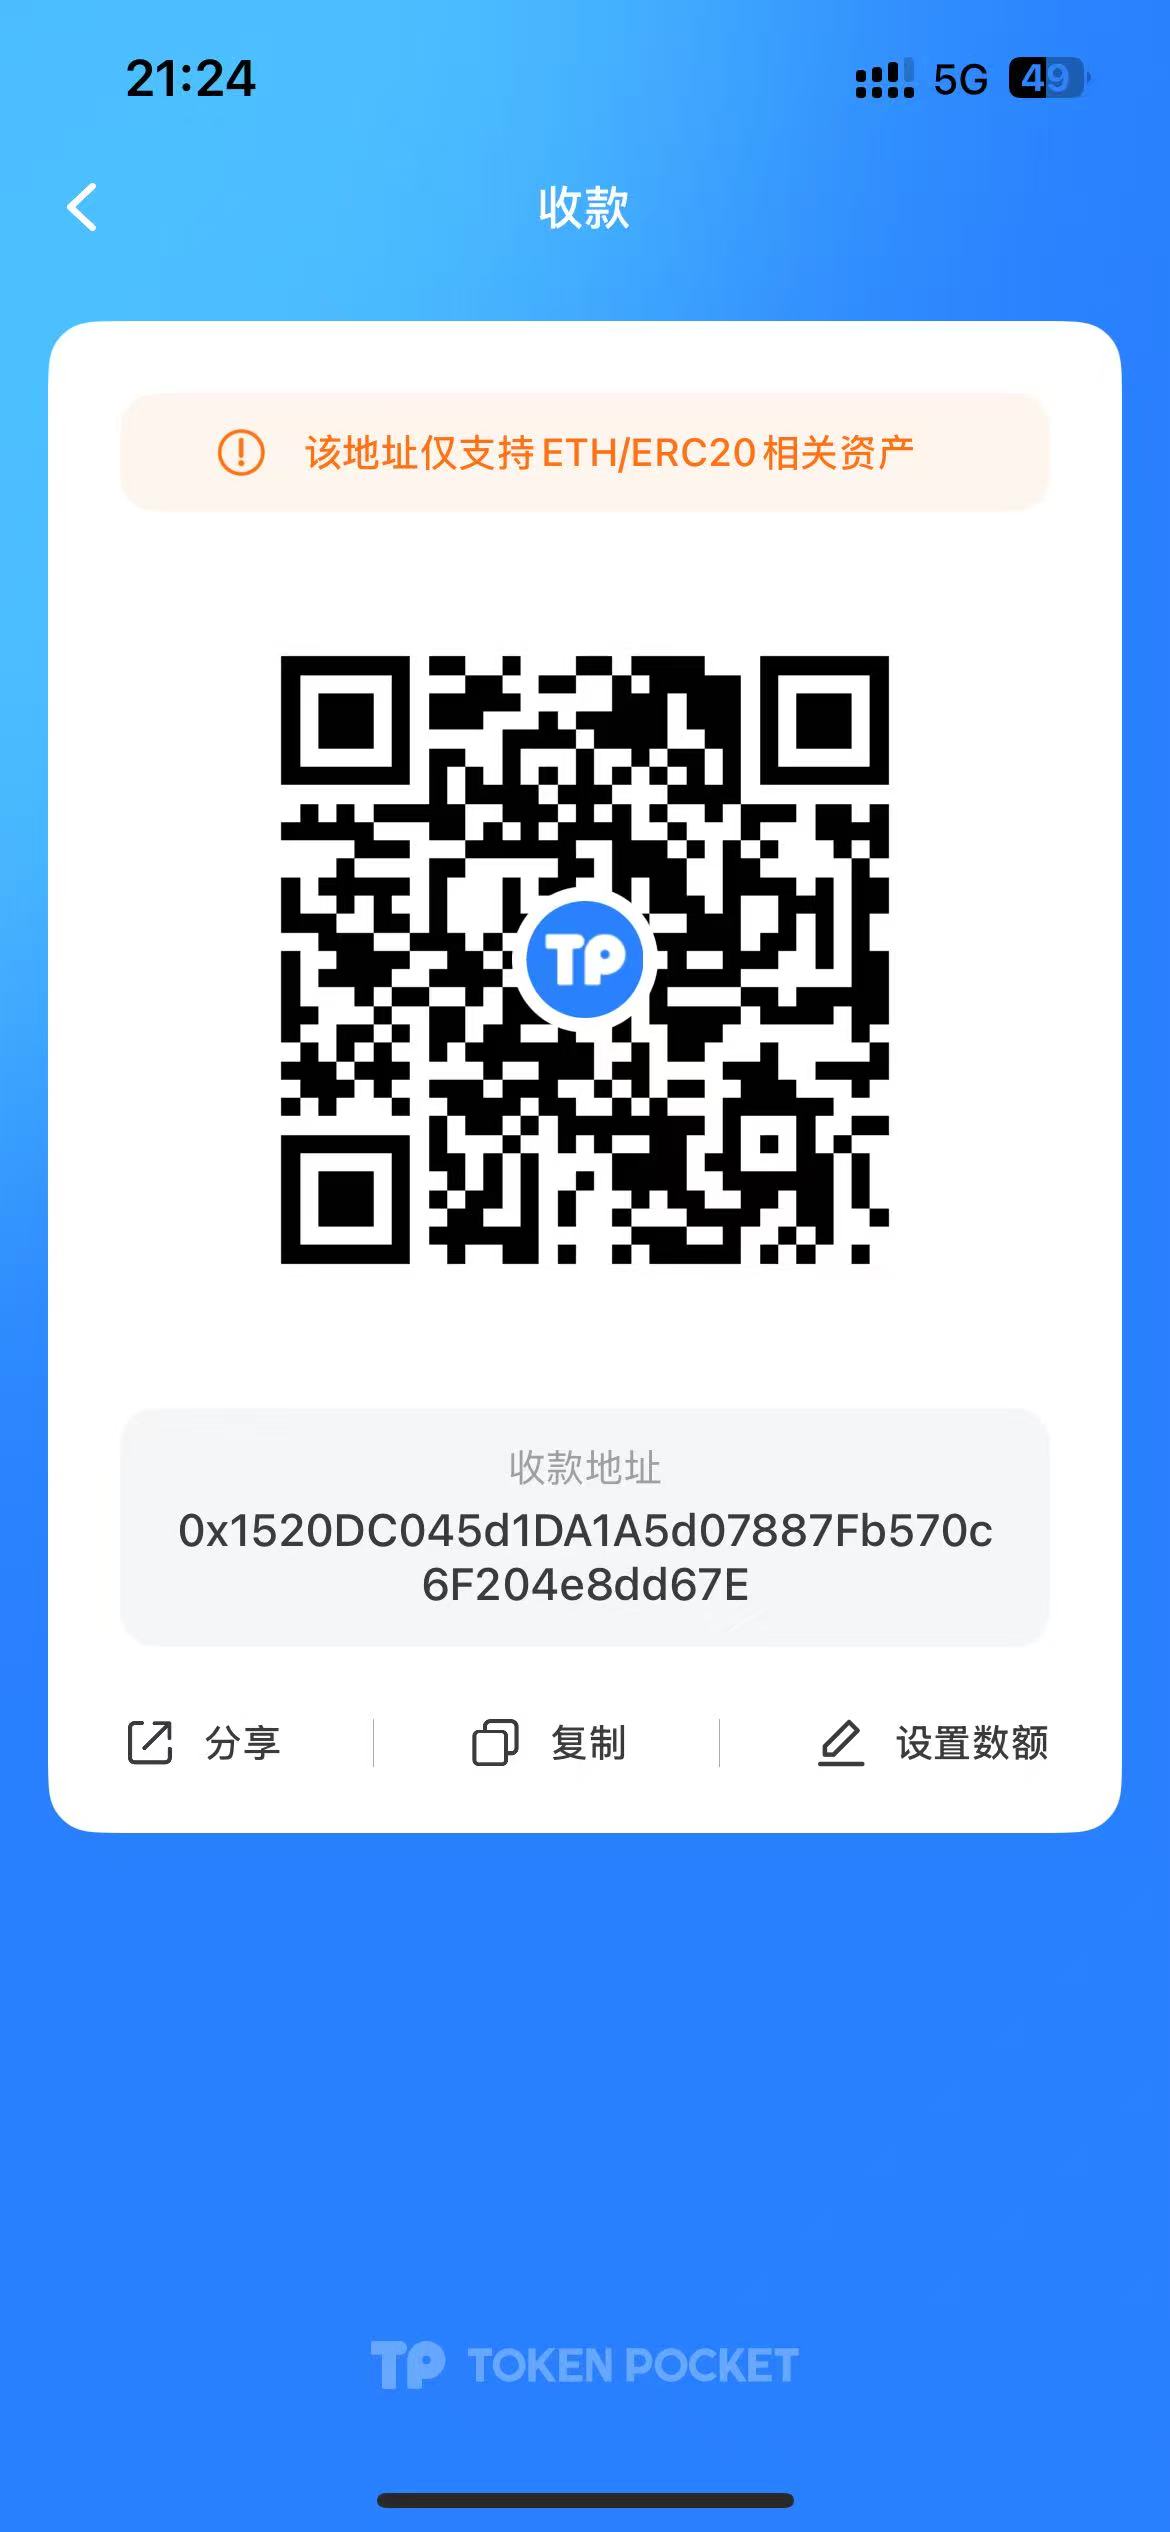 21:24
5G 49
收款
该地址仅支持ETH/ERC20相关资产
TP
收款地址
0x1520DC045d1DA1A5d07887Fb570c
6F204e8dd67E
分享 复制 设置数额
TP TOKEN POCKET